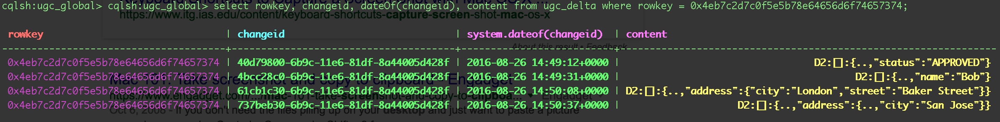 cqlsh:ugc_global> cqlsh:ugc_global> select rowkey, changeid, dateOf(changeid), content from ugc_delta where rowkey = 0x4eb7c2d7c0f5e5b78e64656d6f74657374;
https://www.itg.ias.edu/content/keyboard-shortcuts-capture-screen-shot-mac-os-x
rowkey | changeid | system.dateof(changeid) | content
About this result • Feedback
----------------------------------+--------------------------------------+--------------------------+----------------------------------------------------------
0x4eb7c2d7c0f5e5b78e64656d6f74657374 | 40d79800-6b9c-11e6-81df-8a44005d428f | 2016-08-26 14:49:12+0000 | D2:[]:{..,"status":"APPROVED"}
0x4eb7c2d7c0f5e5b78e64656d6f74657374 | 4bcc28c0-6b9c-11e6-81df-8a44005d428f | 2016-08-26 14:49:31+0000 | D2:[]:{..,"name":"Bob"}
Mac 101: Take screenshot and copy to clipboard - Engadget
0x4eb7c2d7c0f5e5b78e64656d6f74657374 | 61cb1c30-6b9c-11e6-81df-8a44005d428f | 2016-08-26 14:50:08+0000 | D2:[]:{..,"address":{"city":"London","street":"Baker Street"}}
https://www.engadget.com/.../mac-101-take-screenshot-and-copy-to-clipboa... Engadget
0x4eb7c2d7c0f5e5b78e64656d6f74657374 | 737beb30-6b9c-11e6-81df-8a44005d428f | 2016-08-26 14:50:37+0000 | D2:[]:{..,"address":{..,"city":"San Jose"}}
Oct 6, 2008 - If you don't need the files piling up on your desktop and just want to paste a picture